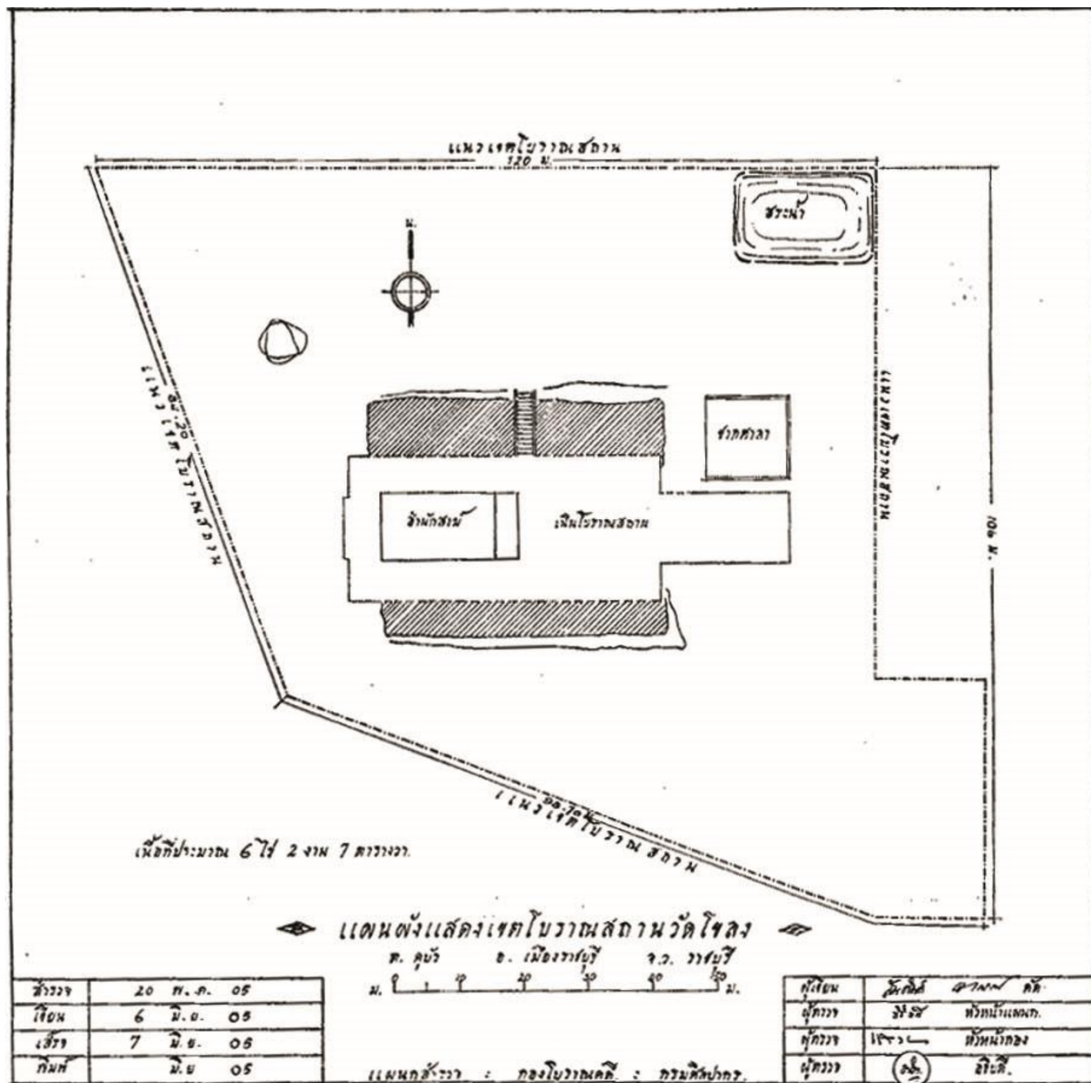 แนวเขตโบราณสถาน
120 ม.
สระน้ำ
น.
แนวเขตโบราณสถาน
ซากศาลา
แนวเขตโบราณสถาน
106 ม.
สำนักสงฆ์
เนินโบราณสถาน
แนวเขตโบราณสถาน
เนื้อที่ประมาณ 6 ไร่ 2 งาน 7 ตารางวา.
แผนผังแสดงเขตโบราณสถานวัดโขลง
ต. คูบัว อ. เมืองราชบุรี จ.ว. ราชบุรี
ม. 0 10 20 30 40 50 ม.
สำรวจ 20 พ.ค. 05
เขียน 6 มิ.ย. 05
เสร็จ 7 มิ.ย. 05
พิมพ์ มิ.ย 05
ผู้เขียน คัด
ผู้ตรวจ หัวหน้าแผนก.
ผู้ตรวจ หัวหน้ากอง
ผู้ตรวจ อธิบดี.
แผนกสำรวจ : กองโบราณคดี : กรมศิลปากร.